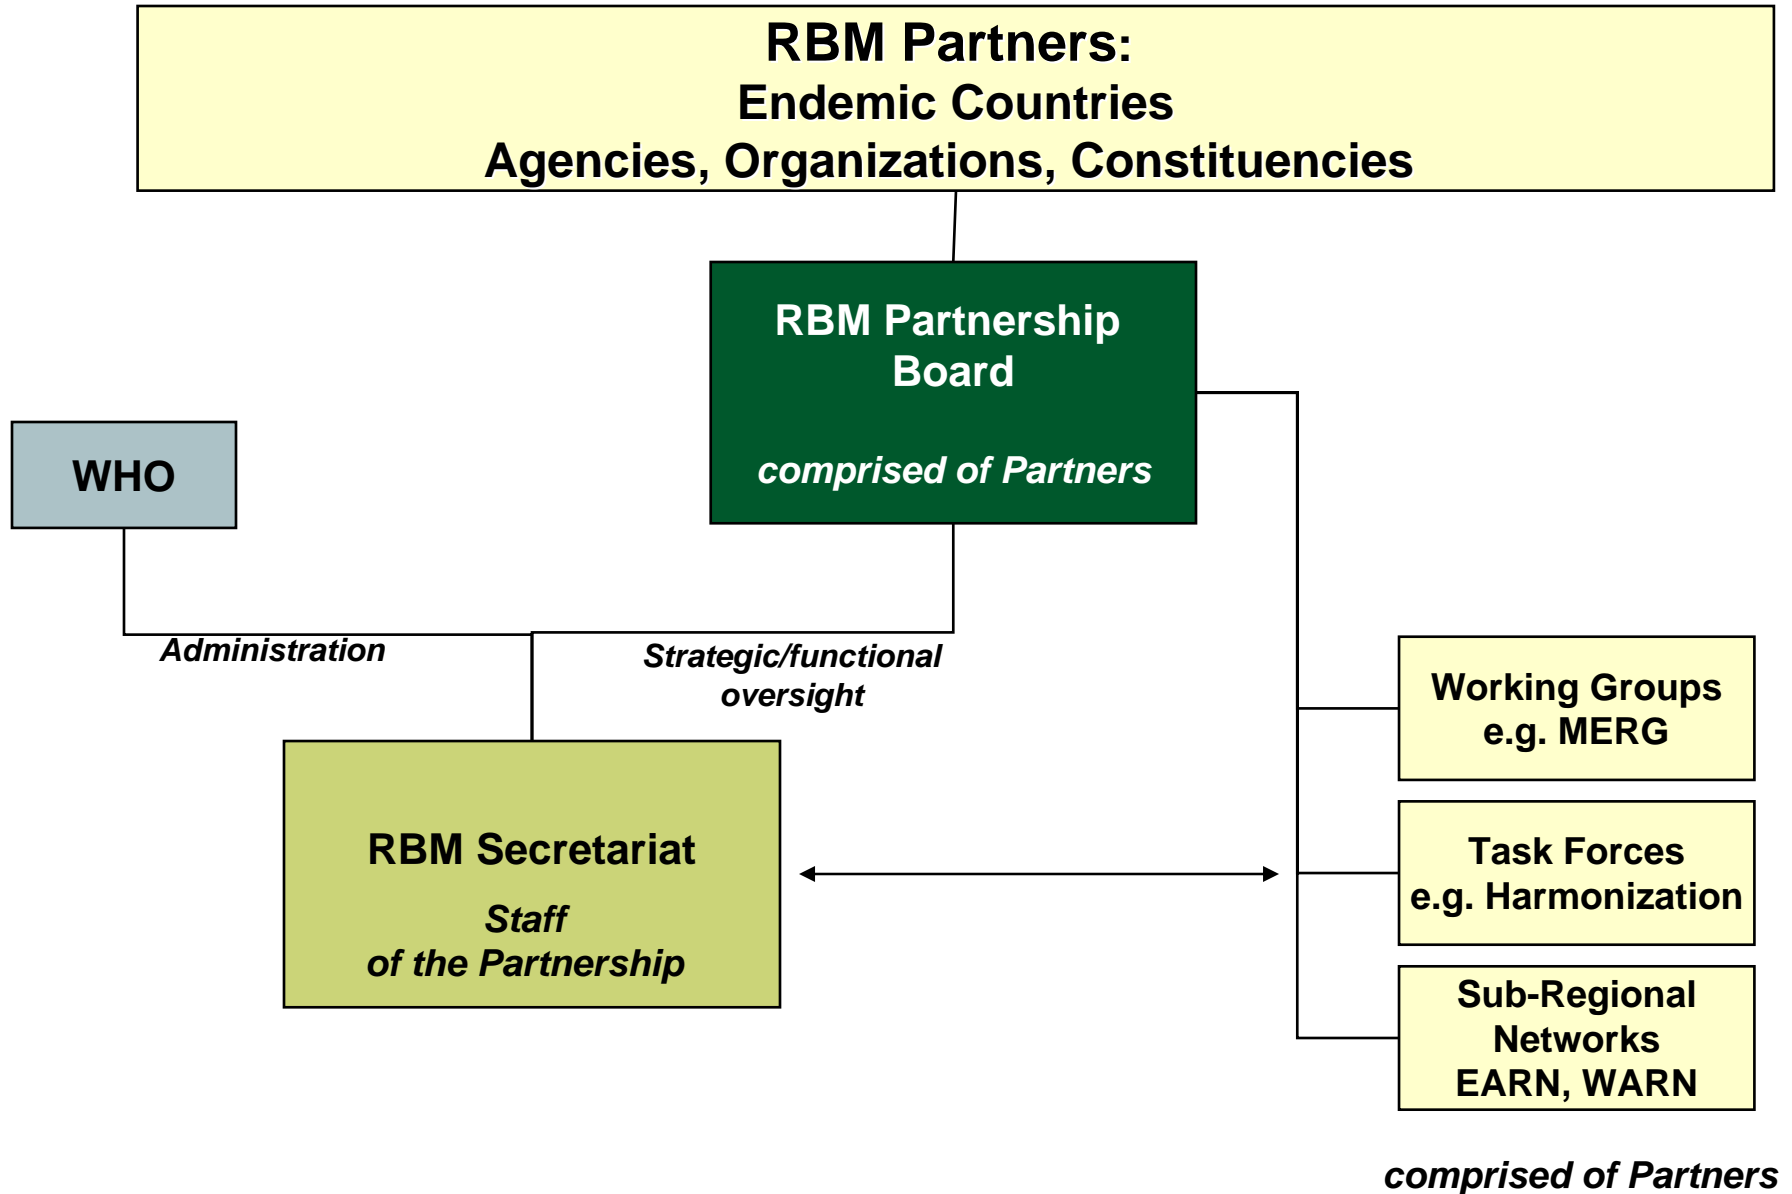 RBM Partners:
Endemic Countries
Agencies, Organizations, Constituencies
RBM Partnership
Board
comprised of Partners
WHO
Administration
Strategic/functional
oversight
RBM Secretariat
Staff
of the Partnership
Working Groups
e.g. MERG
Task Forces
e.g. Harmonization
Sub-Regional
Networks
EARN, WARN
comprised of Partners